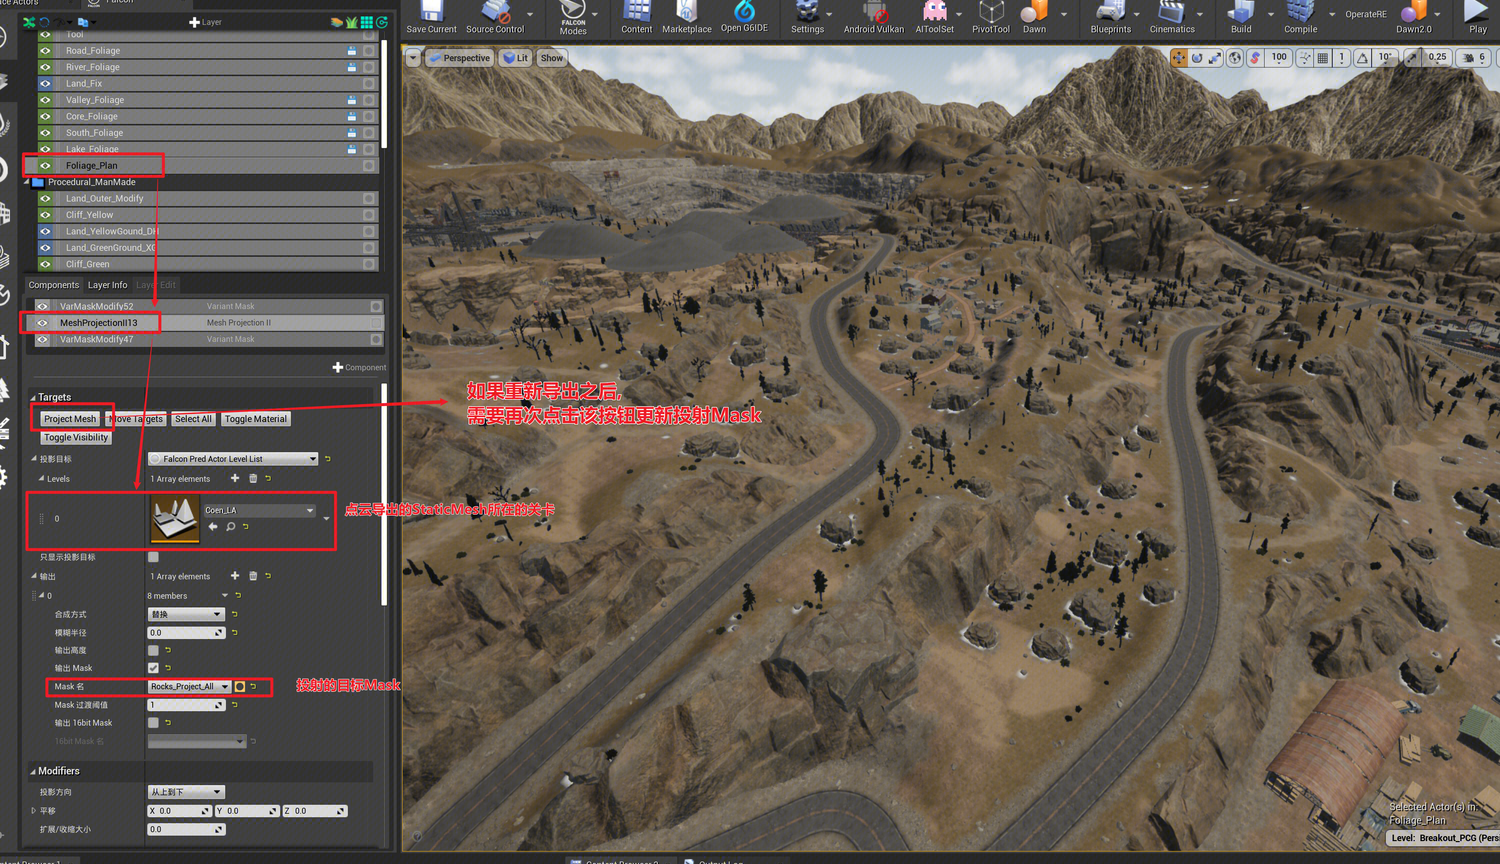 ce Actors
Falcon
Save Current
Source Control
FALCON
Falcon
Modes
Content
Marketplace
Open G6IDE
Settings
Android Vulkan
AIToolSet
PivotTool
Dawn
Blueprints
Cinematics
Build
Compile
OperateRE
Dawn2.0
Play
Layer
Tool
Road_Foliage
River_Foliage
Land_Fix
Valley_Foliage
Core_Foliage
South_Foliage
Lake_Foliage
Foliage_Plan
Procedural_ManMade
Land_Outer_Modify
Cliff_Yellow
Land_YellowGound_DH
Land_GreenGround_XG
Cliff_Green
Perspective
Lit
Show
100
1
10°
0.25
6
Components
Layer Info
Layer Edit
VarMaskModify52
Variant Mask
MeshProjectionII13
Mesh Projection II
VarMaskModify47
Variant Mask
Component
Targets
Project Mesh
Move Targets
Select All
Toggle Material
Toggle Visibility
如果重新导出之后,
需要再次点击该按钮更新投射Mask
投影目标
Falcon Pred Actor Level List
Levels
1 Array elements
0
Coen_LA
点云导出的StaticMesh所在的关卡
只显示投影目标
输出
1 Array elements
0
8 members
合成方式
替换
模糊半径
0.0
输出高度
输出 Mask
Mask 名
Rocks_Project_All
投射的目标Mask
Mask 过渡阈值
1
输出 16bit Mask
16bit Mask 名
Modifiers
投影方向
从上到下
平移
X 0.0
Y 0.0
Z 0.0
扩展/收缩大小
0.0
Selected Actor(s) in:
Foliage_Plan
Level: Breakout_PCG (Pers
ntent Browser 1
Content Browser 2
Output Log